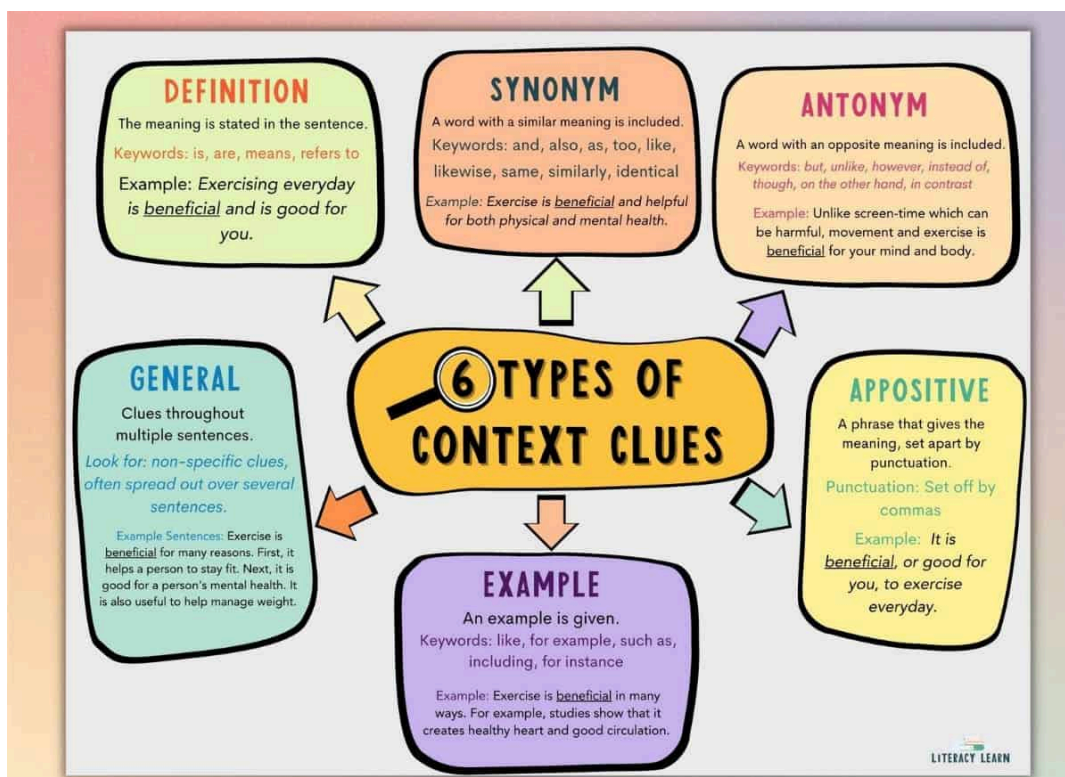 DEFINITION
The meaning is stated in the sentence.
Keywords: is, are, means, refers to
Example: Exercising everyday
is beneficial and is good for
you.
SYNONYM
A word with a similar meaning is included.
Keywords: and, also, as, too, like,
likewise, same, similarly, identical
Example: Exercise is beneficial and helpful
for both physical and mental health.
ANTONYM
A word with an opposite meaning is included.
Keywords: but, unlike, however, instead of,
though, on the other hand, in contrast
Example: Unlike screen-time which can
be harmful, movement and exercise is
beneficial for your mind and body.
6 TYPES OF
CONTEXT CLUES
GENERAL
Clues throughout
multiple sentences.
Look for: non-specific clues,
often spread out over several
sentences.
Example Sentences: Exercise is
beneficial for many reasons. First, it
helps a person to stay fit. Next, it is
good for a person's mental health. It
is also useful to help manage weight.
APPOSITIVE
A phrase that gives the
meaning, set apart by
punctuation.
Punctuation: Set off by
commas
Example: It is
beneficial, or good for
you, to exercise
everyday.
EXAMPLE
An example is given.
Keywords: like, for example, such as,
including, for instance
Example: Exercise is beneficial in many
ways. For example, studies show that it
creates healthy heart and good circulation.
LITERACY LEARN